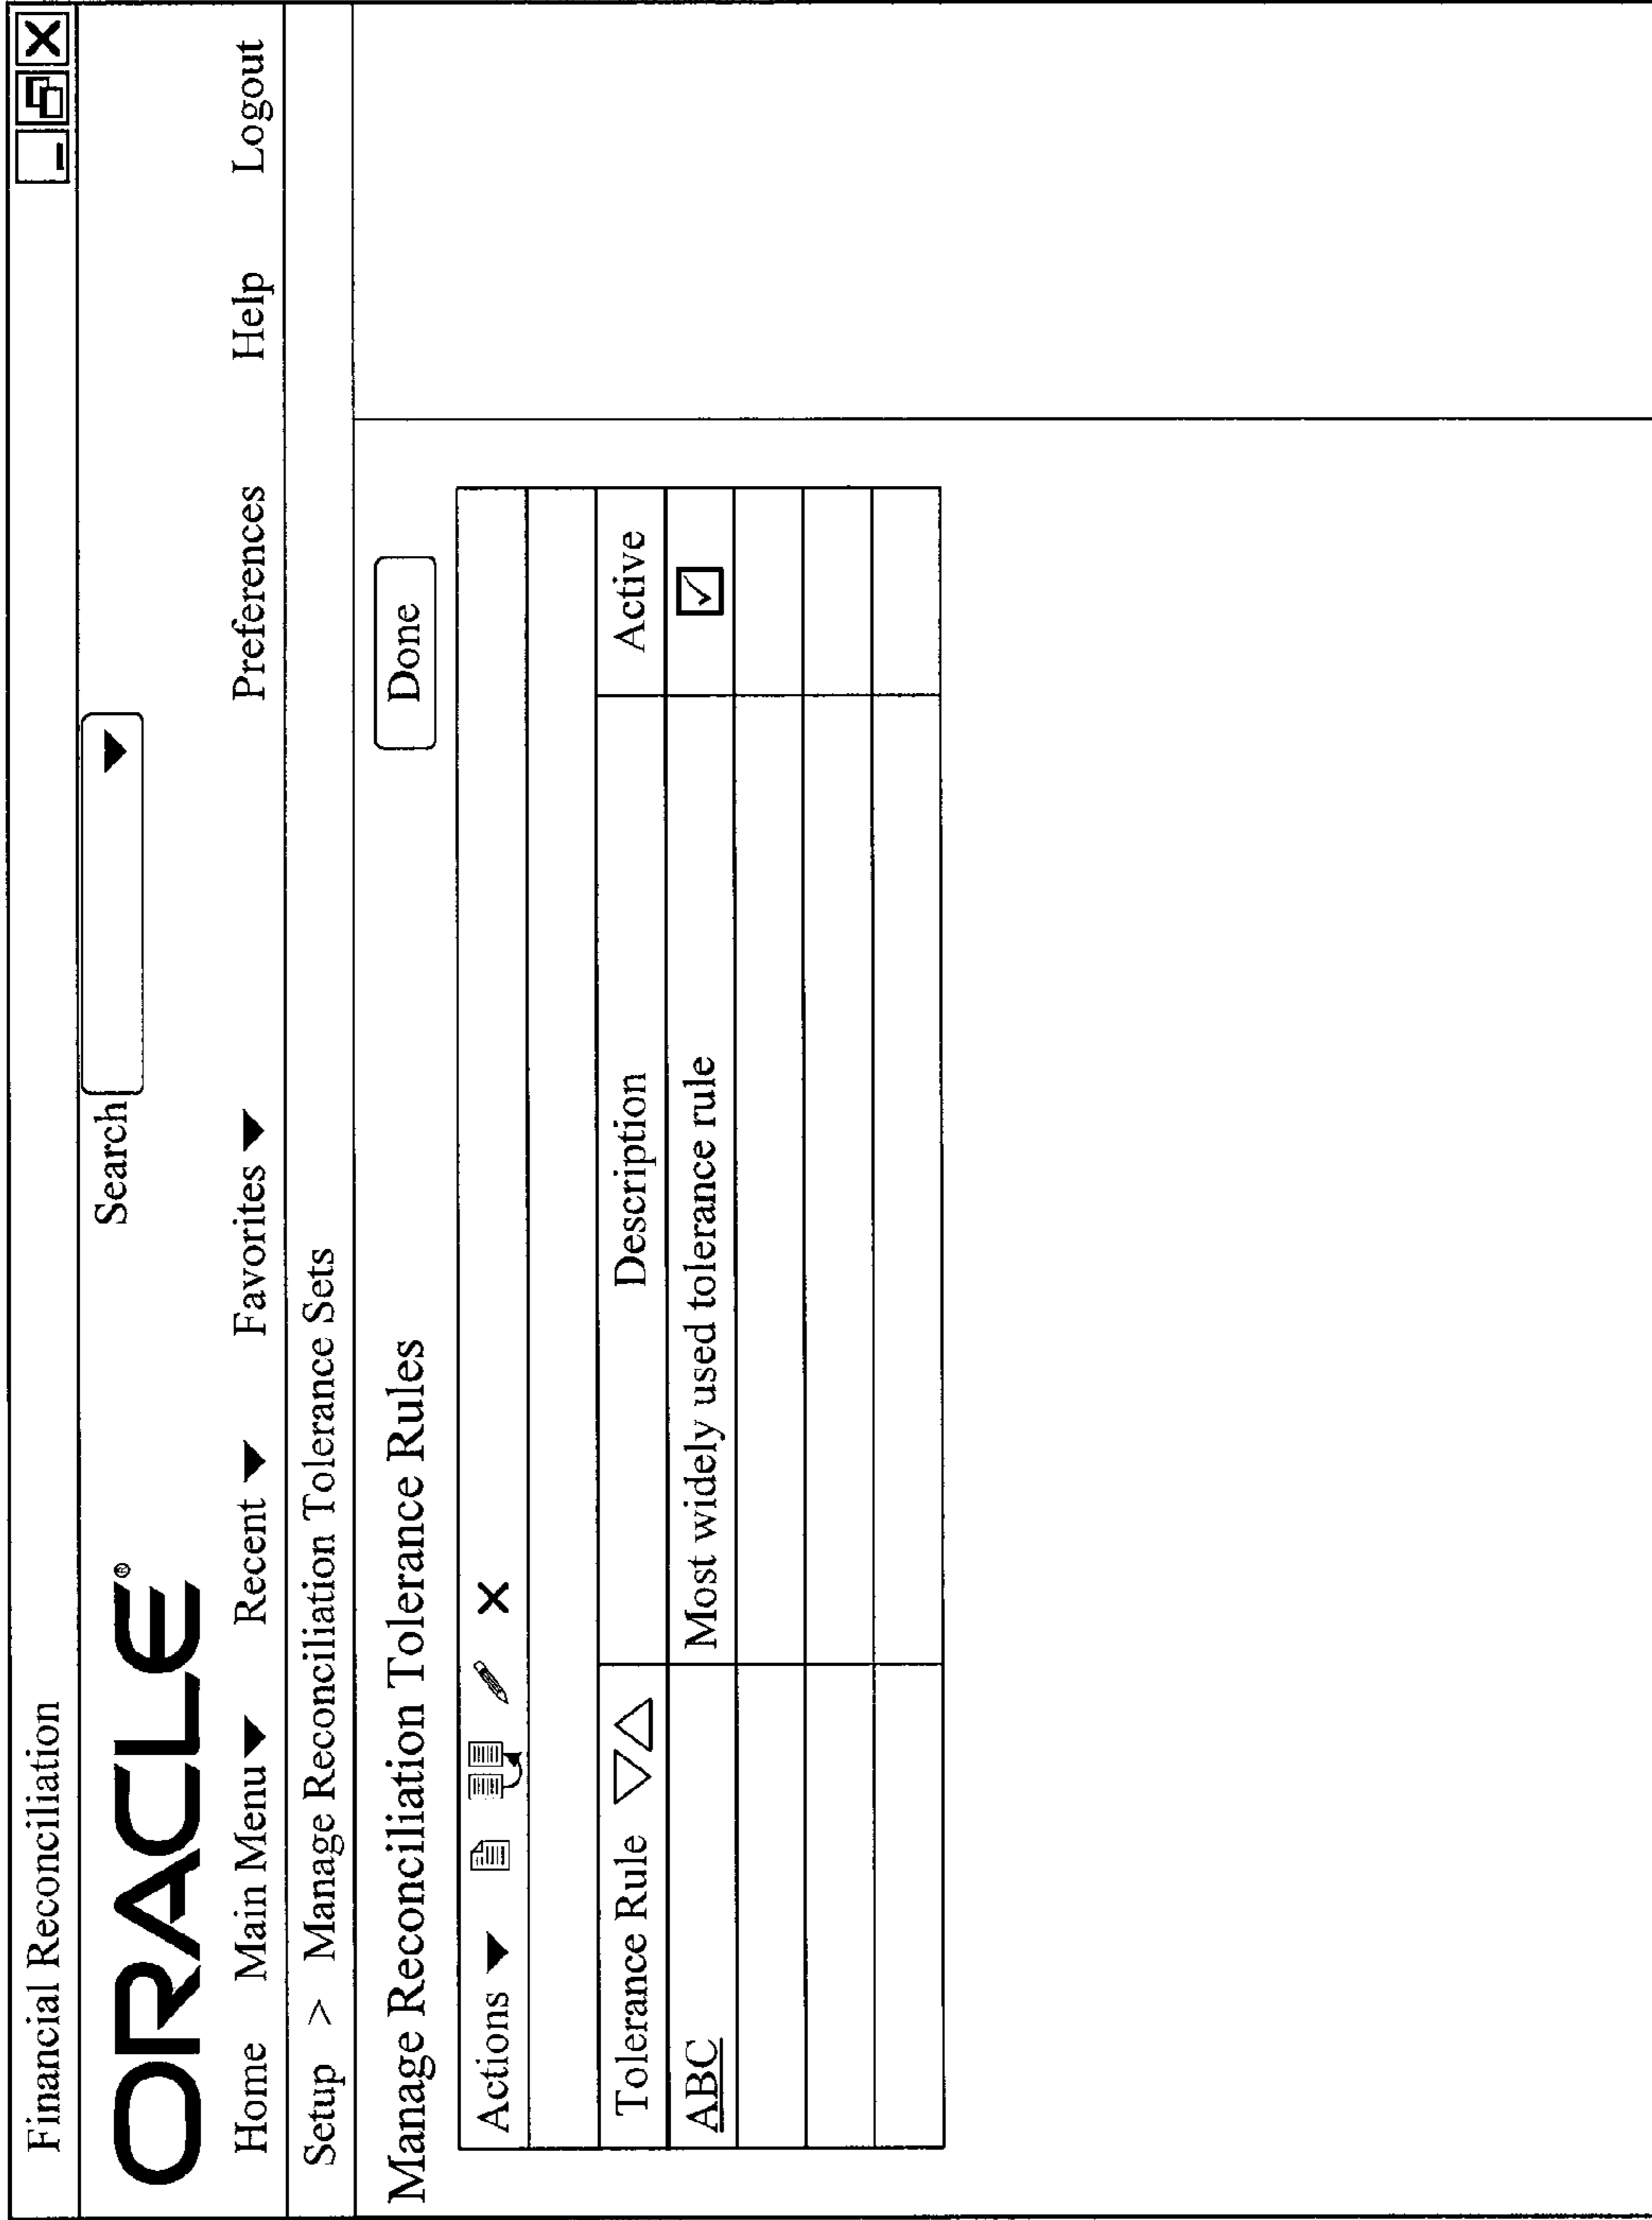 Financial Reconciliation
ORACLE®
Search
Home Main Menu Recent Favorites Preferences Help Logout
Setup > Manage Reconciliation Tolerance Sets
Manage Reconciliation Tolerance Rules
Done
Actions
Tolerance Rule Description Active
ABC Most widely used tolerance rule